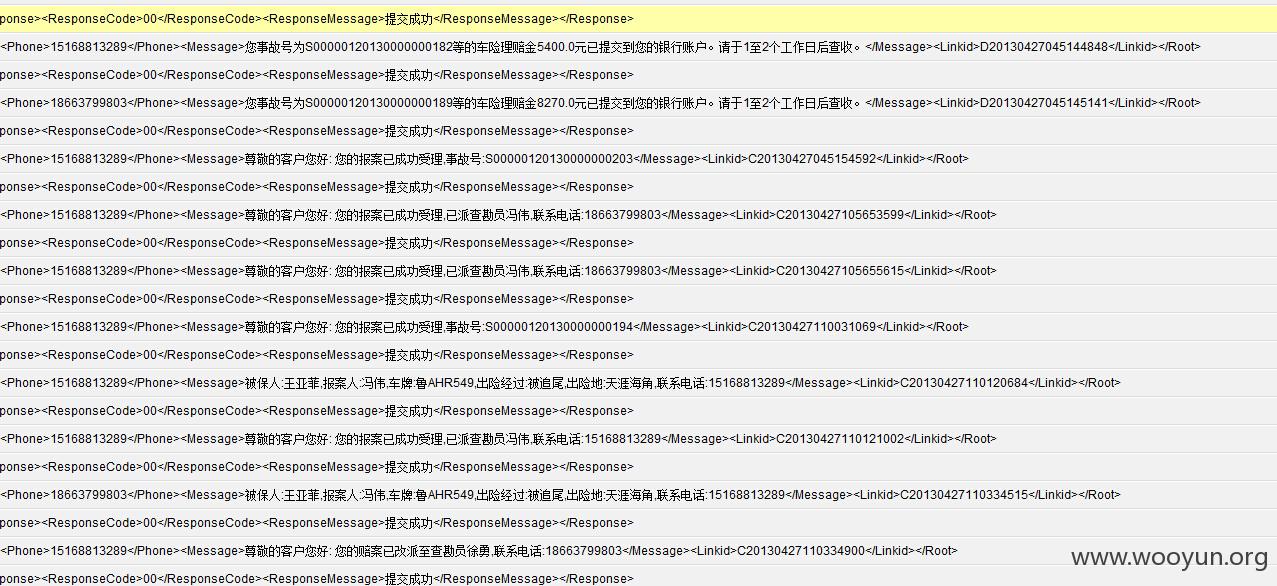 ponse><ResponseCode>00</ResponseCode><ResponseMessage>提交成功</ResponseMessage></Response>
<Phone>15168813289</Phone><Message>您事故号为S00000120130000000182等的车险理赔金5400.0元已提交到您的银行账户。请于1至2个工作日后查收。</Message><Linkid>D20130427045144848</Linkid></Root>
ponse><ResponseCode>00</ResponseCode><ResponseMessage>提交成功</ResponseMessage></Response>
<Phone>18663799803</Phone><Message>您事故号为S00000120130000000189等的车险理赔金8270.0元已提交到您的银行账户。请于1至2个工作日后查收。</Message><Linkid>D20130427045145141</Linkid></Root>
ponse><ResponseCode>00</ResponseCode><ResponseMessage>提交成功</ResponseMessage></Response>
<Phone>15168813289</Phone><Message>尊敬的客户您好: 您的报案已成功受理,事故号:S00000120130000000203</Message><Linkid>C20130427045154592</Linkid></Root>
ponse><ResponseCode>00</ResponseCode><ResponseMessage>提交成功</ResponseMessage></Response>
<Phone>15168813289</Phone><Message>尊敬的客户您好: 您的报案已成功受理,已派查勘员冯伟,联系电话:18663799803</Message><Linkid>C20130427105653599</Linkid></Root>
ponse><ResponseCode>00</ResponseCode><ResponseMessage>提交成功</ResponseMessage></Response>
<Phone>15168813289</Phone><Message>尊敬的客户您好: 您的报案已成功受理,已派查勘员冯伟,联系电话:18663799803</Message><Linkid>C20130427105655615</Linkid></Root>
ponse><ResponseCode>00</ResponseCode><ResponseMessage>提交成功</ResponseMessage></Response>
<Phone>15168813289</Phone><Message>尊敬的客户您好: 您的报案已成功受理,事故号:S00000120130000000194</Message><Linkid>C20130427110031069</Linkid></Root>
ponse><ResponseCode>00</ResponseCode><ResponseMessage>提交成功</ResponseMessage></Response>
<Phone>15168813289</Phone><Message>被保人:王亚菲,报案人:冯伟,车牌:鲁AHR549,出险经过:被追尾,出险地:天涯海角,联系电话:15168813289</Message><Linkid>C20130427110120684</Linkid></Root>
ponse><ResponseCode>00</ResponseCode><ResponseMessage>提交成功</ResponseMessage></Response>
<Phone>15168813289</Phone><Message>尊敬的客户您好: 您的报案已成功受理,已派查勘员冯伟,联系电话:15168813289</Message><Linkid>C20130427110121002</Linkid></Root>
ponse><ResponseCode>00</ResponseCode><ResponseMessage>提交成功</ResponseMessage></Response>
<Phone>18663799803</Phone><Message>被保人:王亚菲,报案人:冯伟,车牌:鲁AHR549,出险经过:被追尾,出险地:天涯海角,联系电话:15168813289</Message><Linkid>C20130427110334515</Linkid></Root>
ponse><ResponseCode>00</ResponseCode><ResponseMessage>提交成功</ResponseMessage></Response>
<Phone>15168813289</Phone><Message>尊敬的客户您好: 您的赔案已改派至查勘员徐勇,联系电话:18663799803</Message><Linkid>C20130427110334900</Linkid></Root>
ponse><ResponseCode>00</ResponseCode><ResponseMessage>提交成功</ResponseMessage></Response>
www.wooyun.org